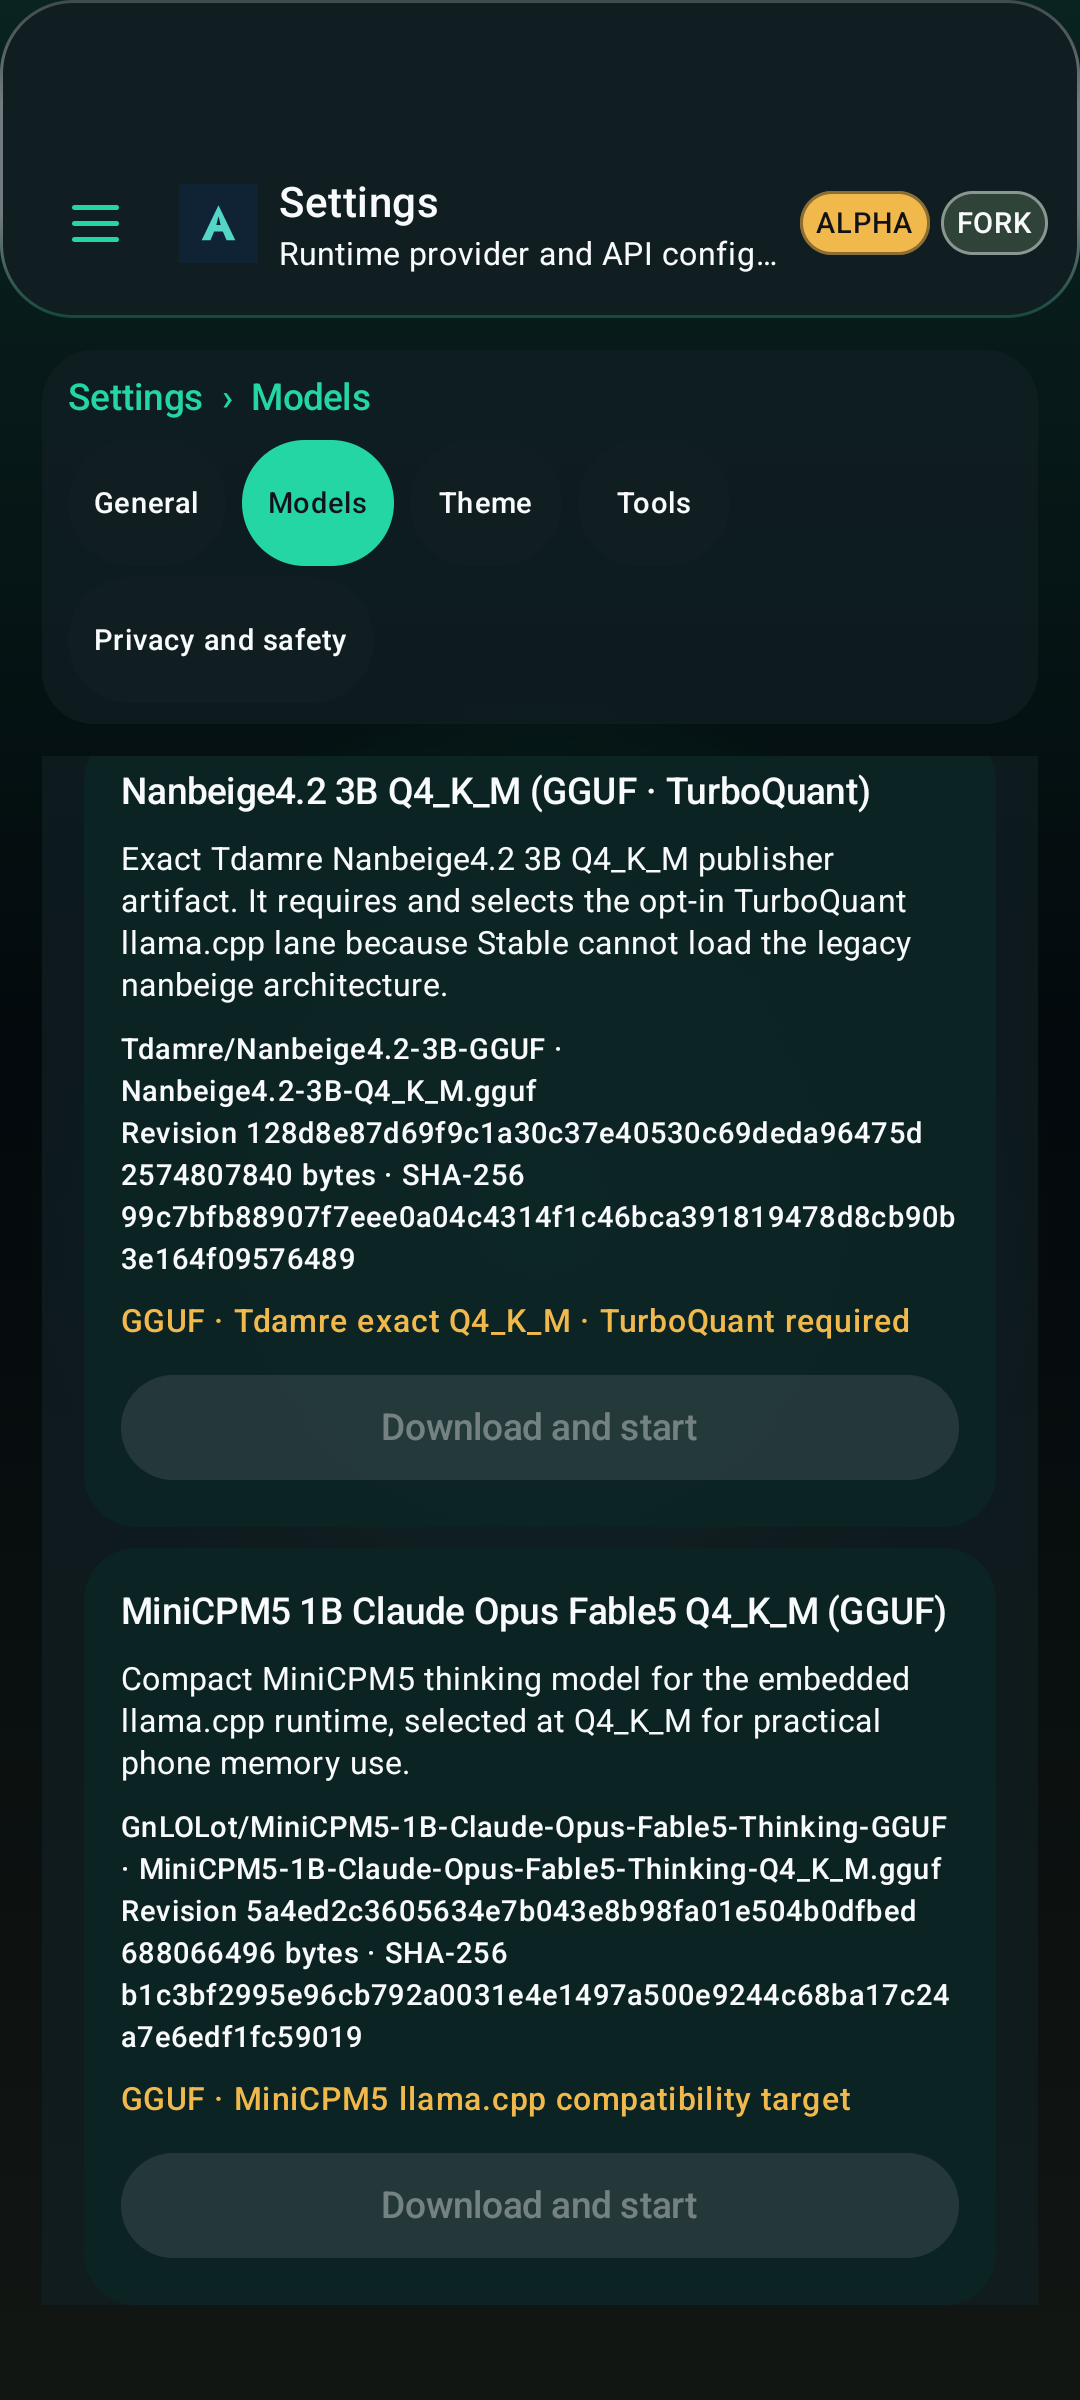 Settings
Runtime provider and API config…
ALPHA
FORK
Settings › Models
General
Models
Theme
Tools
Privacy and safety
Nanbeige4.2 3B Q4_K_M (GGUF · TurboQuant)
Exact Tdamre Nanbeige4.2 3B Q4_K_M publisher
artifact. It requires and selects the opt-in TurboQuant
llama.cpp lane because Stable cannot load the legacy
nanbeige architecture.
Tdamre/Nanbeige4.2-3B-GGUF ·
Nanbeige4.2-3B-Q4_K_M.gguf
Revision 128d8e87d69f9c1a30c37e40530c69deda96475d
2574807840 bytes · SHA-256
99c7bfb88907f7eee0a04c4314f1c46bca391819478d8cb90b
3e164f09576489
GGUF · Tdamre exact Q4_K_M · TurboQuant required
Download and start
MiniCPM5 1B Claude Opus Fable5 Q4_K_M (GGUF)
Compact MiniCPM5 thinking model for the embedded
llama.cpp runtime, selected at Q4_K_M for practical
phone memory use.
GnLOLot/MiniCPM5-1B-Claude-Opus-Fable5-Thinking-GGUF
· MiniCPM5-1B-Claude-Opus-Fable5-Thinking-Q4_K_M.gguf
Revision 5a4ed2c3605634e7b043e8b98fa01e504b0dfbed
688066496 bytes · SHA-256
b1c3bf2995e96cb792a0031e4e1497a500e9244c68ba17c24
a7e6edf1fc59019
GGUF · MiniCPM5 llama.cpp compatibility target
Download and start